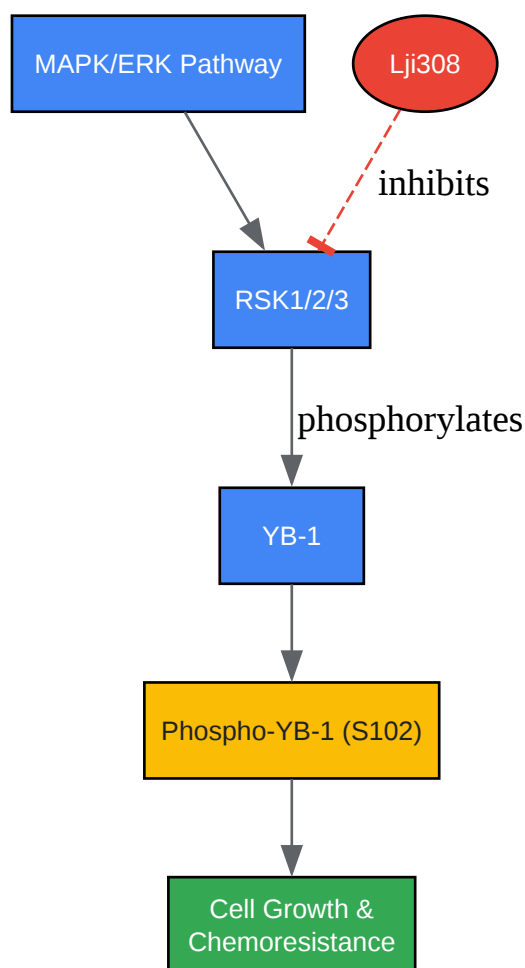 MAPK/ERK Pathway
Lji308
inhibits
RSK1/2/3
phosphorylates
YB-1
Phospho-YB-1 (S102)
Cell Growth &
Chemoresistance